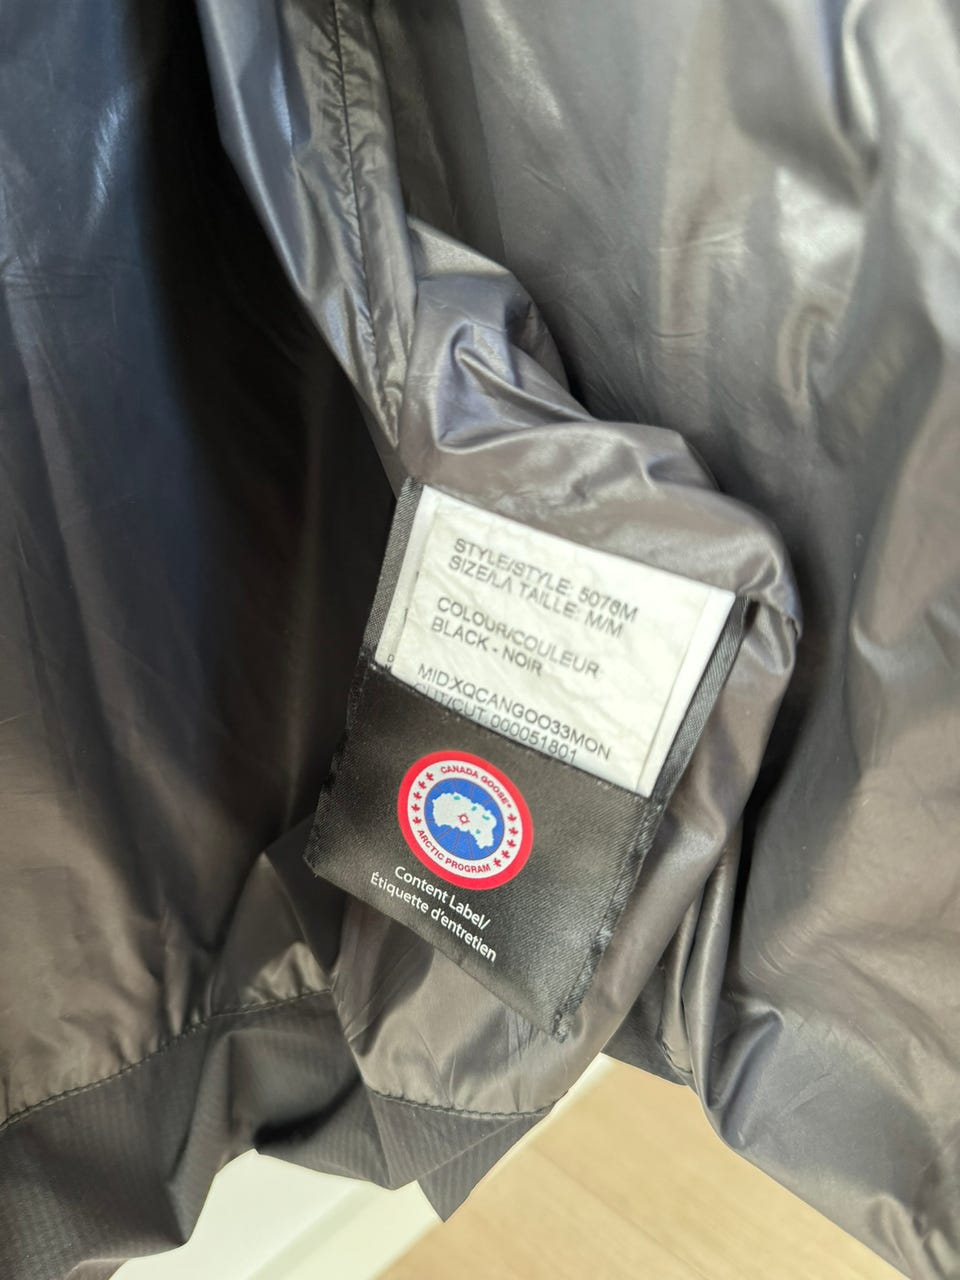 STYLE/STYLE: 5076M
SIZE/LA TAILLE: M/M
COLOUR/COULEUR
BLACK - NOIR
MID:XQCANGOO33MON
CUT/CUT: 000051801
CANADA GOOSE®
ARCTIC PROGRAM
Content Label/
Étiquette d'entretien